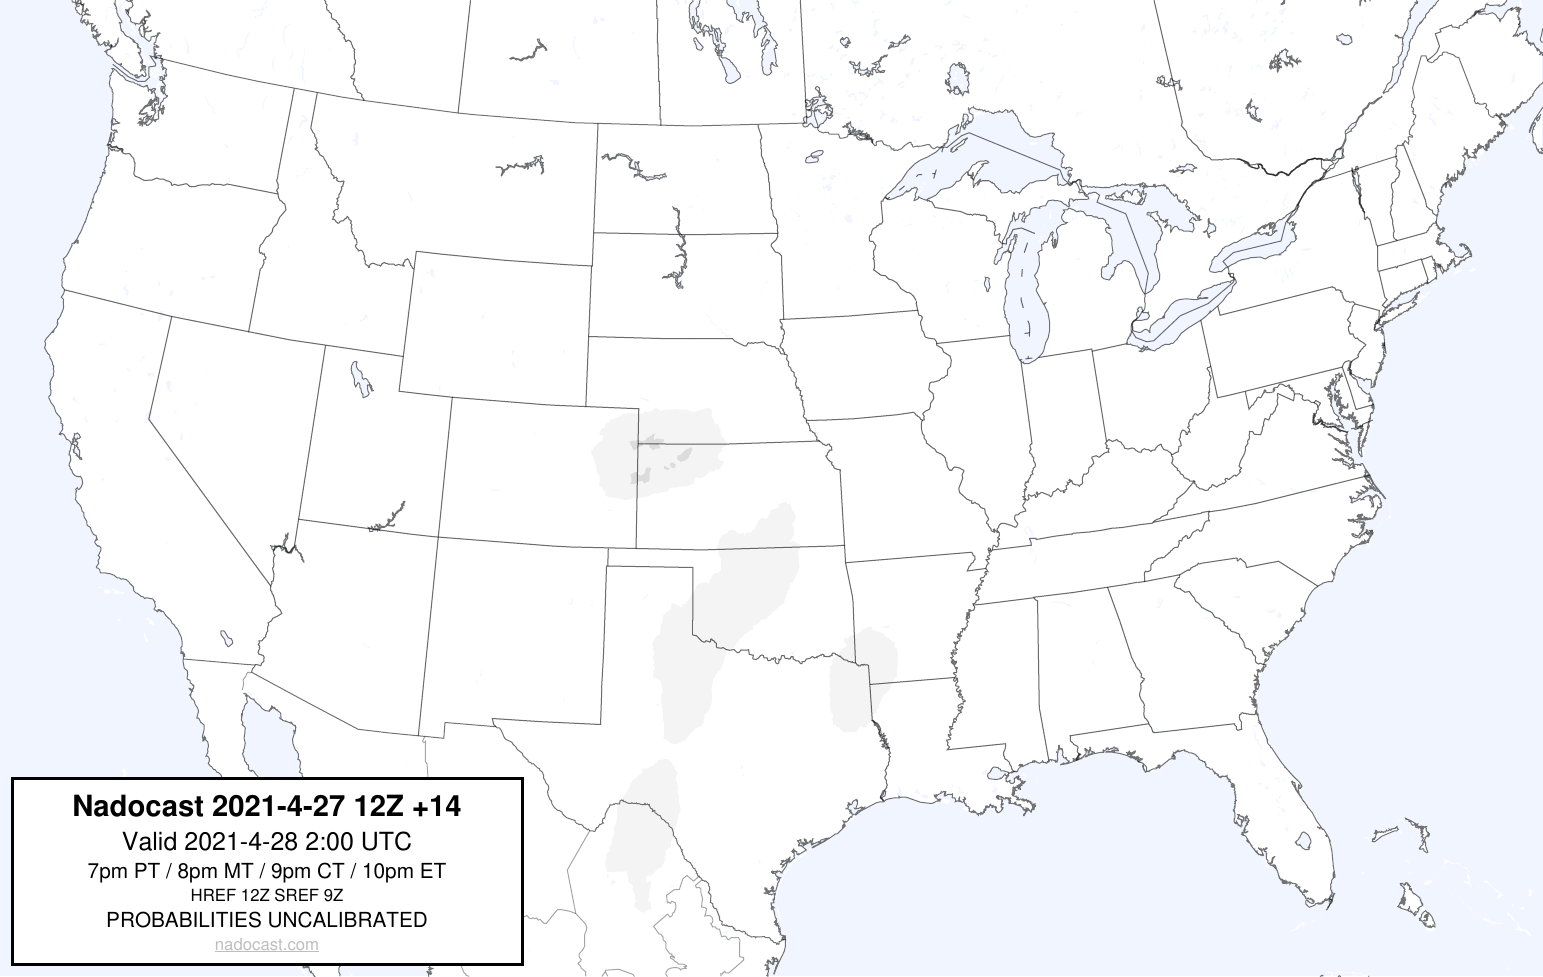 Nadocast 2021-4-27 12Z +14
Valid 2021-4-28 2:00 UTC
7pm PT / 8pm MT / 9pm CT / 10pm ET
HREF 12Z SREF 9Z
PROBABILITIES UNCALIBRATED
nadocast.com